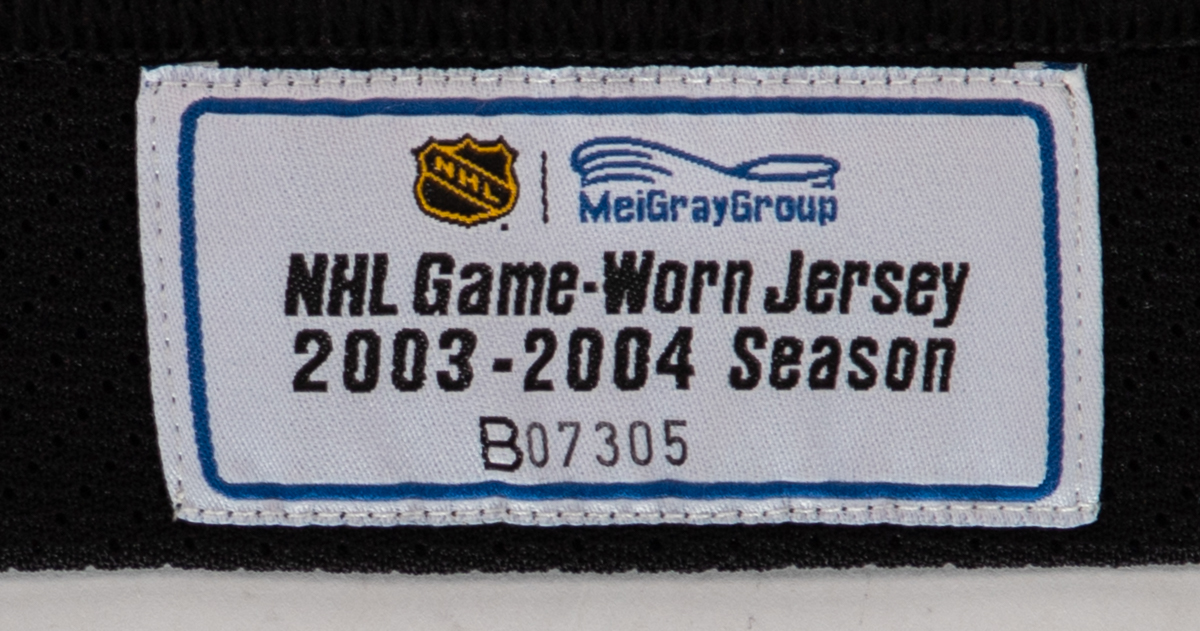 NHL MeiGrayGroup
NHL Game-Worn Jersey
2003-2004 Season
B07305